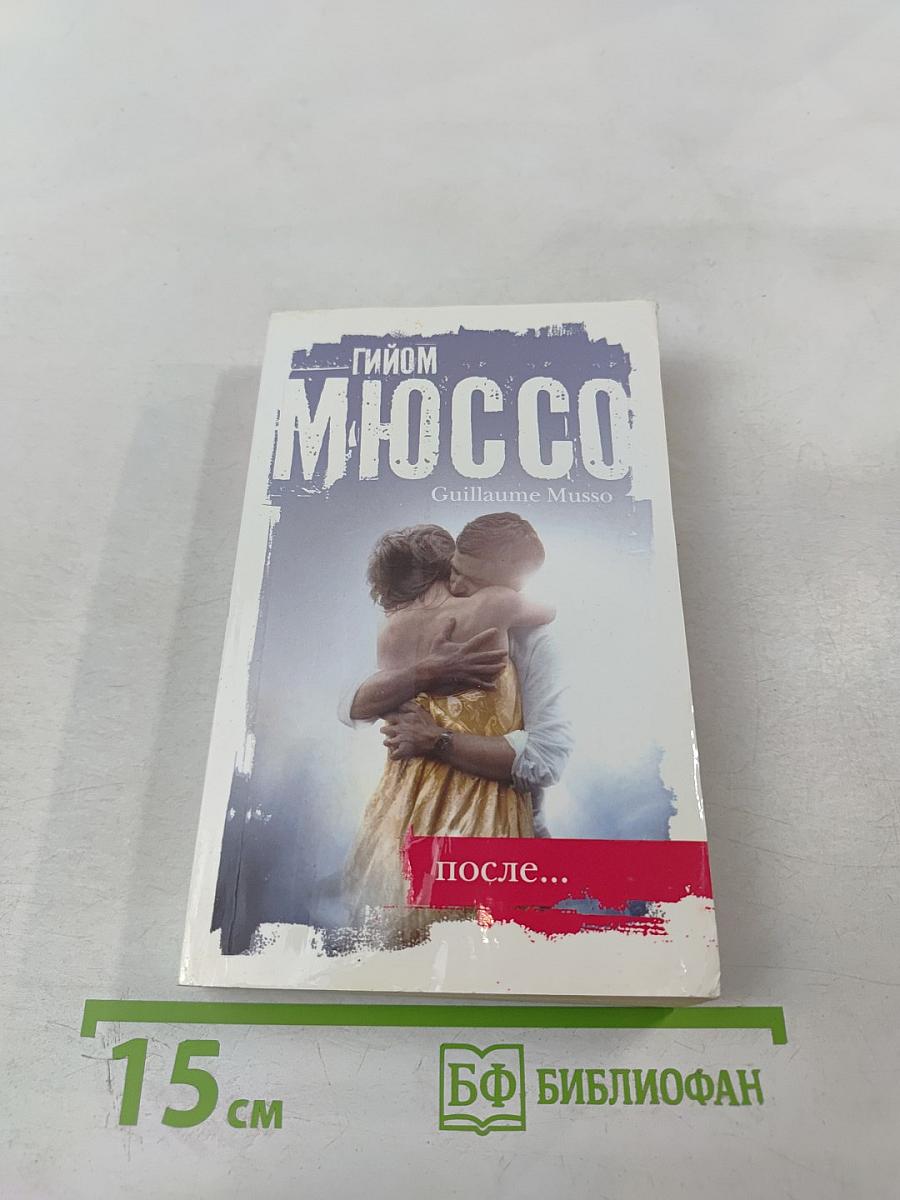 ГИЙОМ
МЮССО
Guillaume Musso
после...
15 см
БФ БИБЛИОФАН